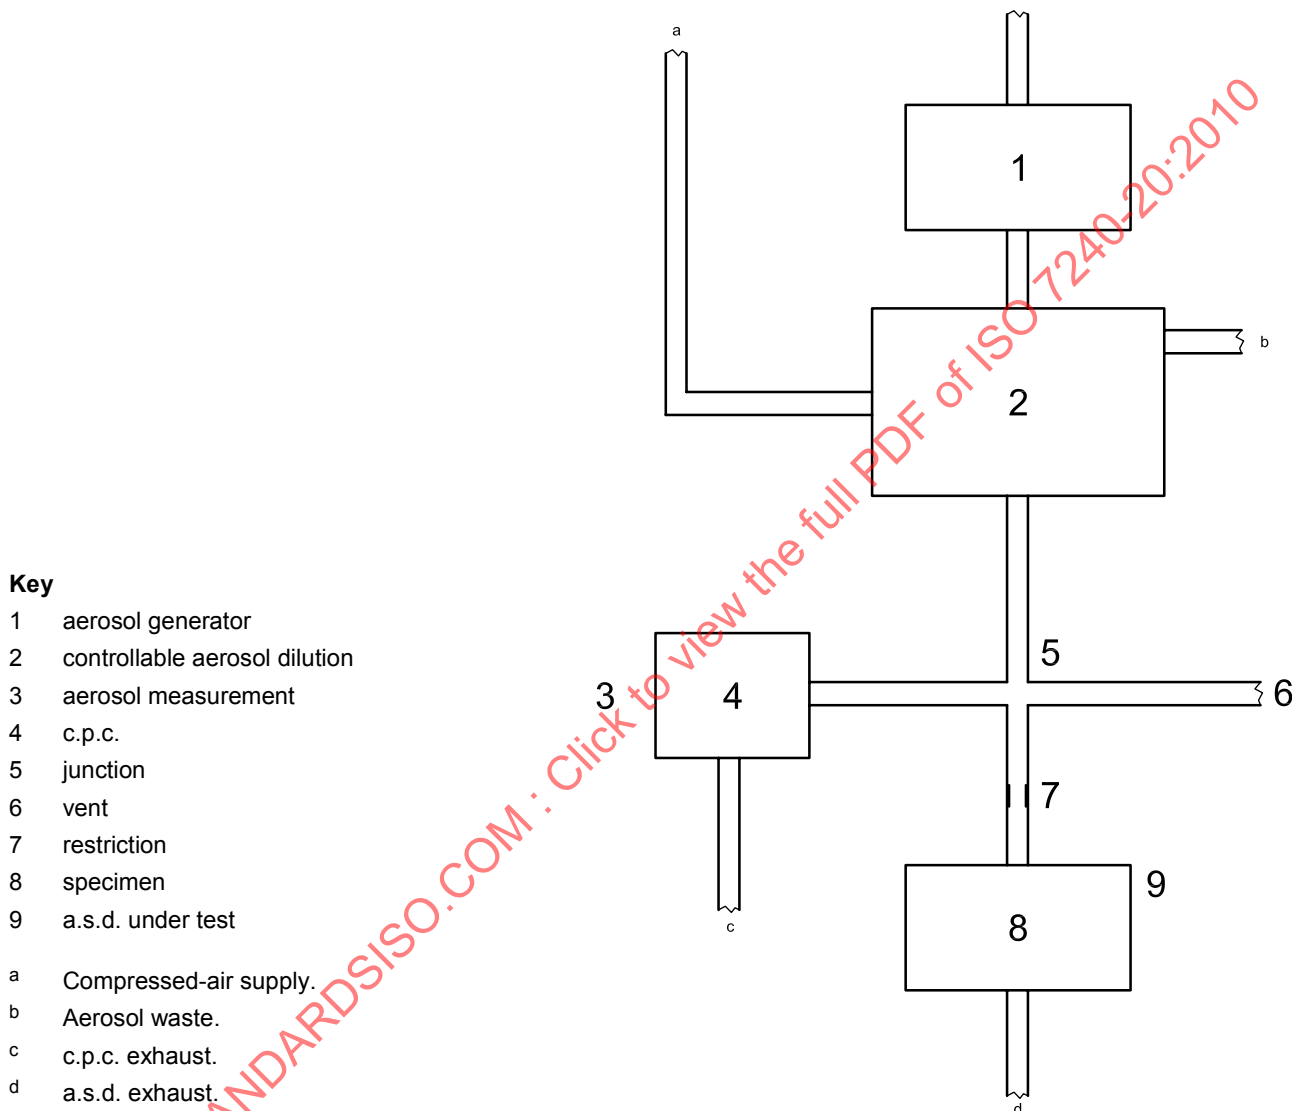 a
1
b
2
5
3
4
6
7
9
8
c
d
Key
1 aerosol generator
2 controllable aerosol dilution
3 aerosol measurement
4 c.p.c.
5 junction
6 vent
7 restriction
8 specimen
9 a.s.d. under test
a Compressed-air supply.
b Aerosol waste.
c c.p.c. exhaust.
d a.s.d. exhaust.
ANDARDSISO.COM : Click to view the full PDF of ISO 7240-20:2010